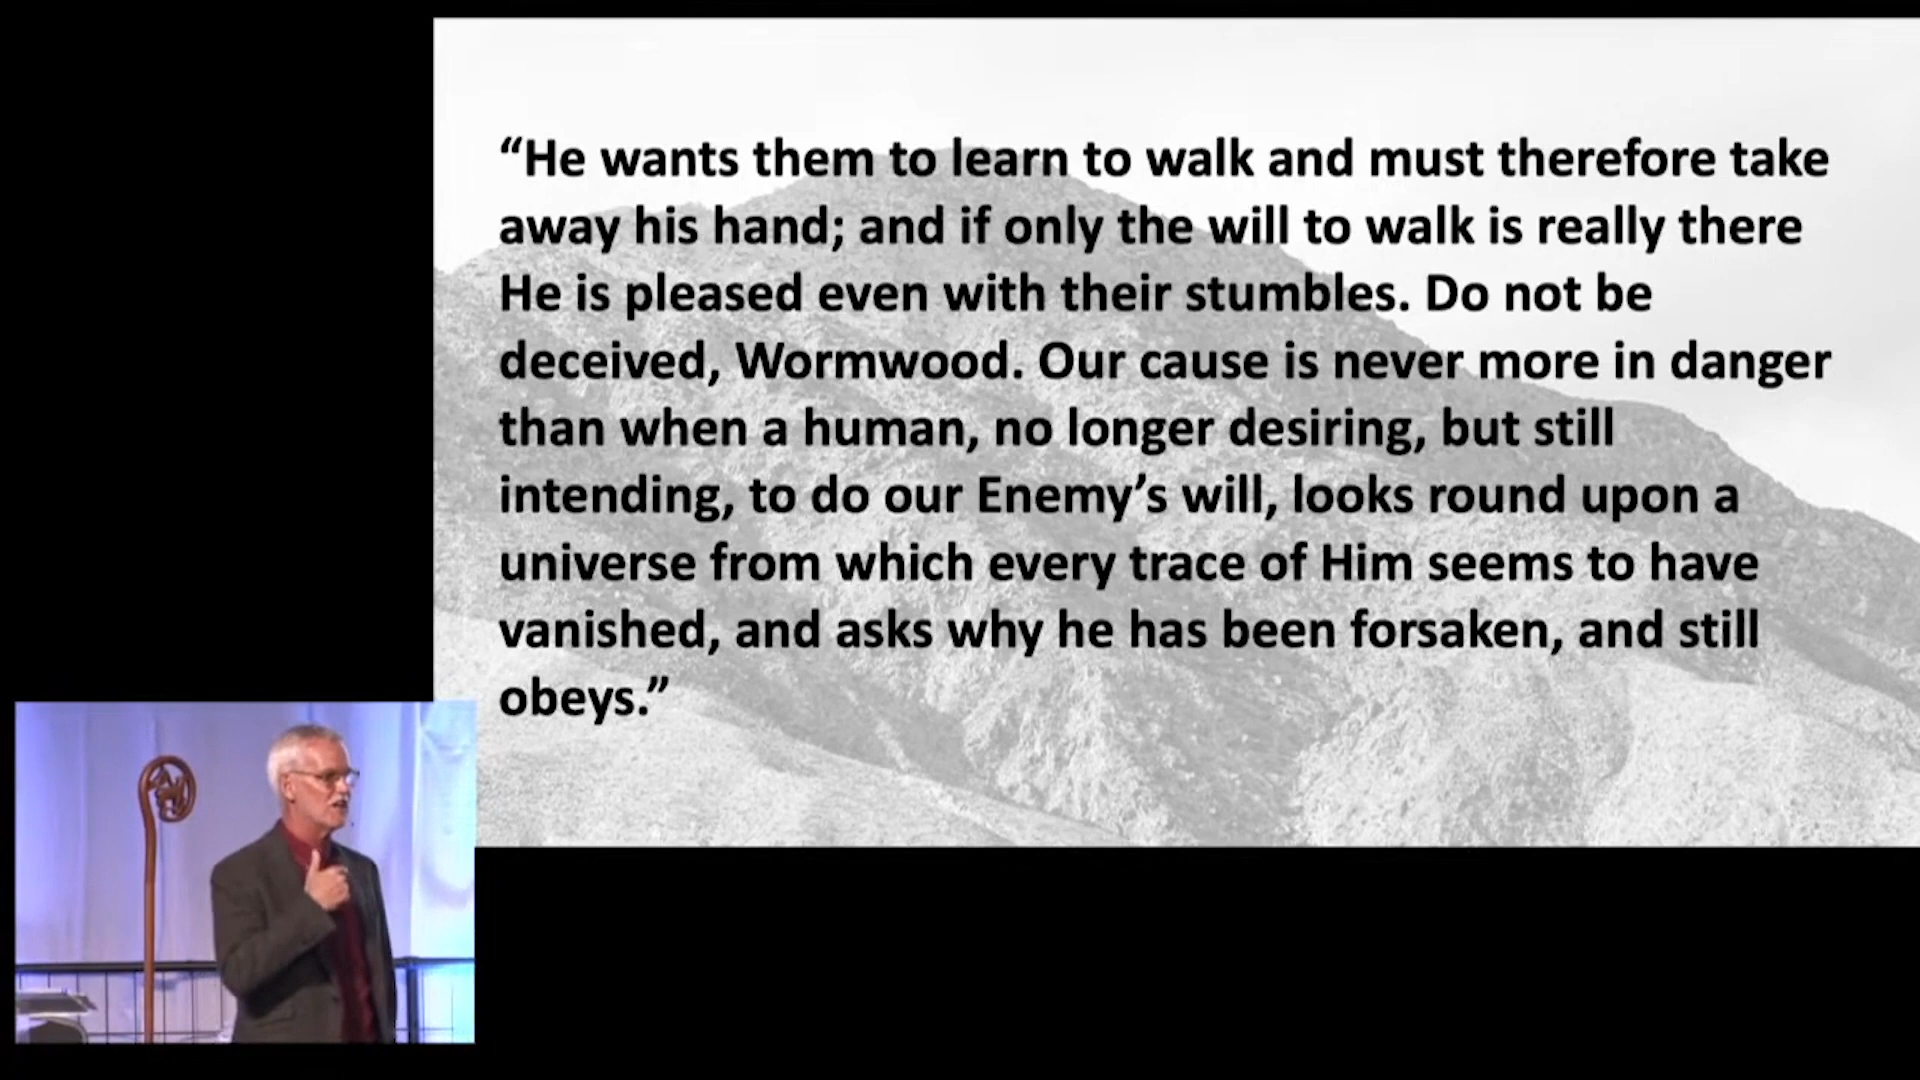 “He wants them to learn to walk and must therefore take
away his hand; and if only the will to walk is really there
He is pleased even with their stumbles. Do not be
deceived, Wormwood. Our cause is never more in danger
than when a human, no longer desiring, but still
intending, to do our Enemy’s will, looks round upon a
universe from which every trace of Him seems to have
vanished, and asks why he has been forsaken, and still
obeys.”